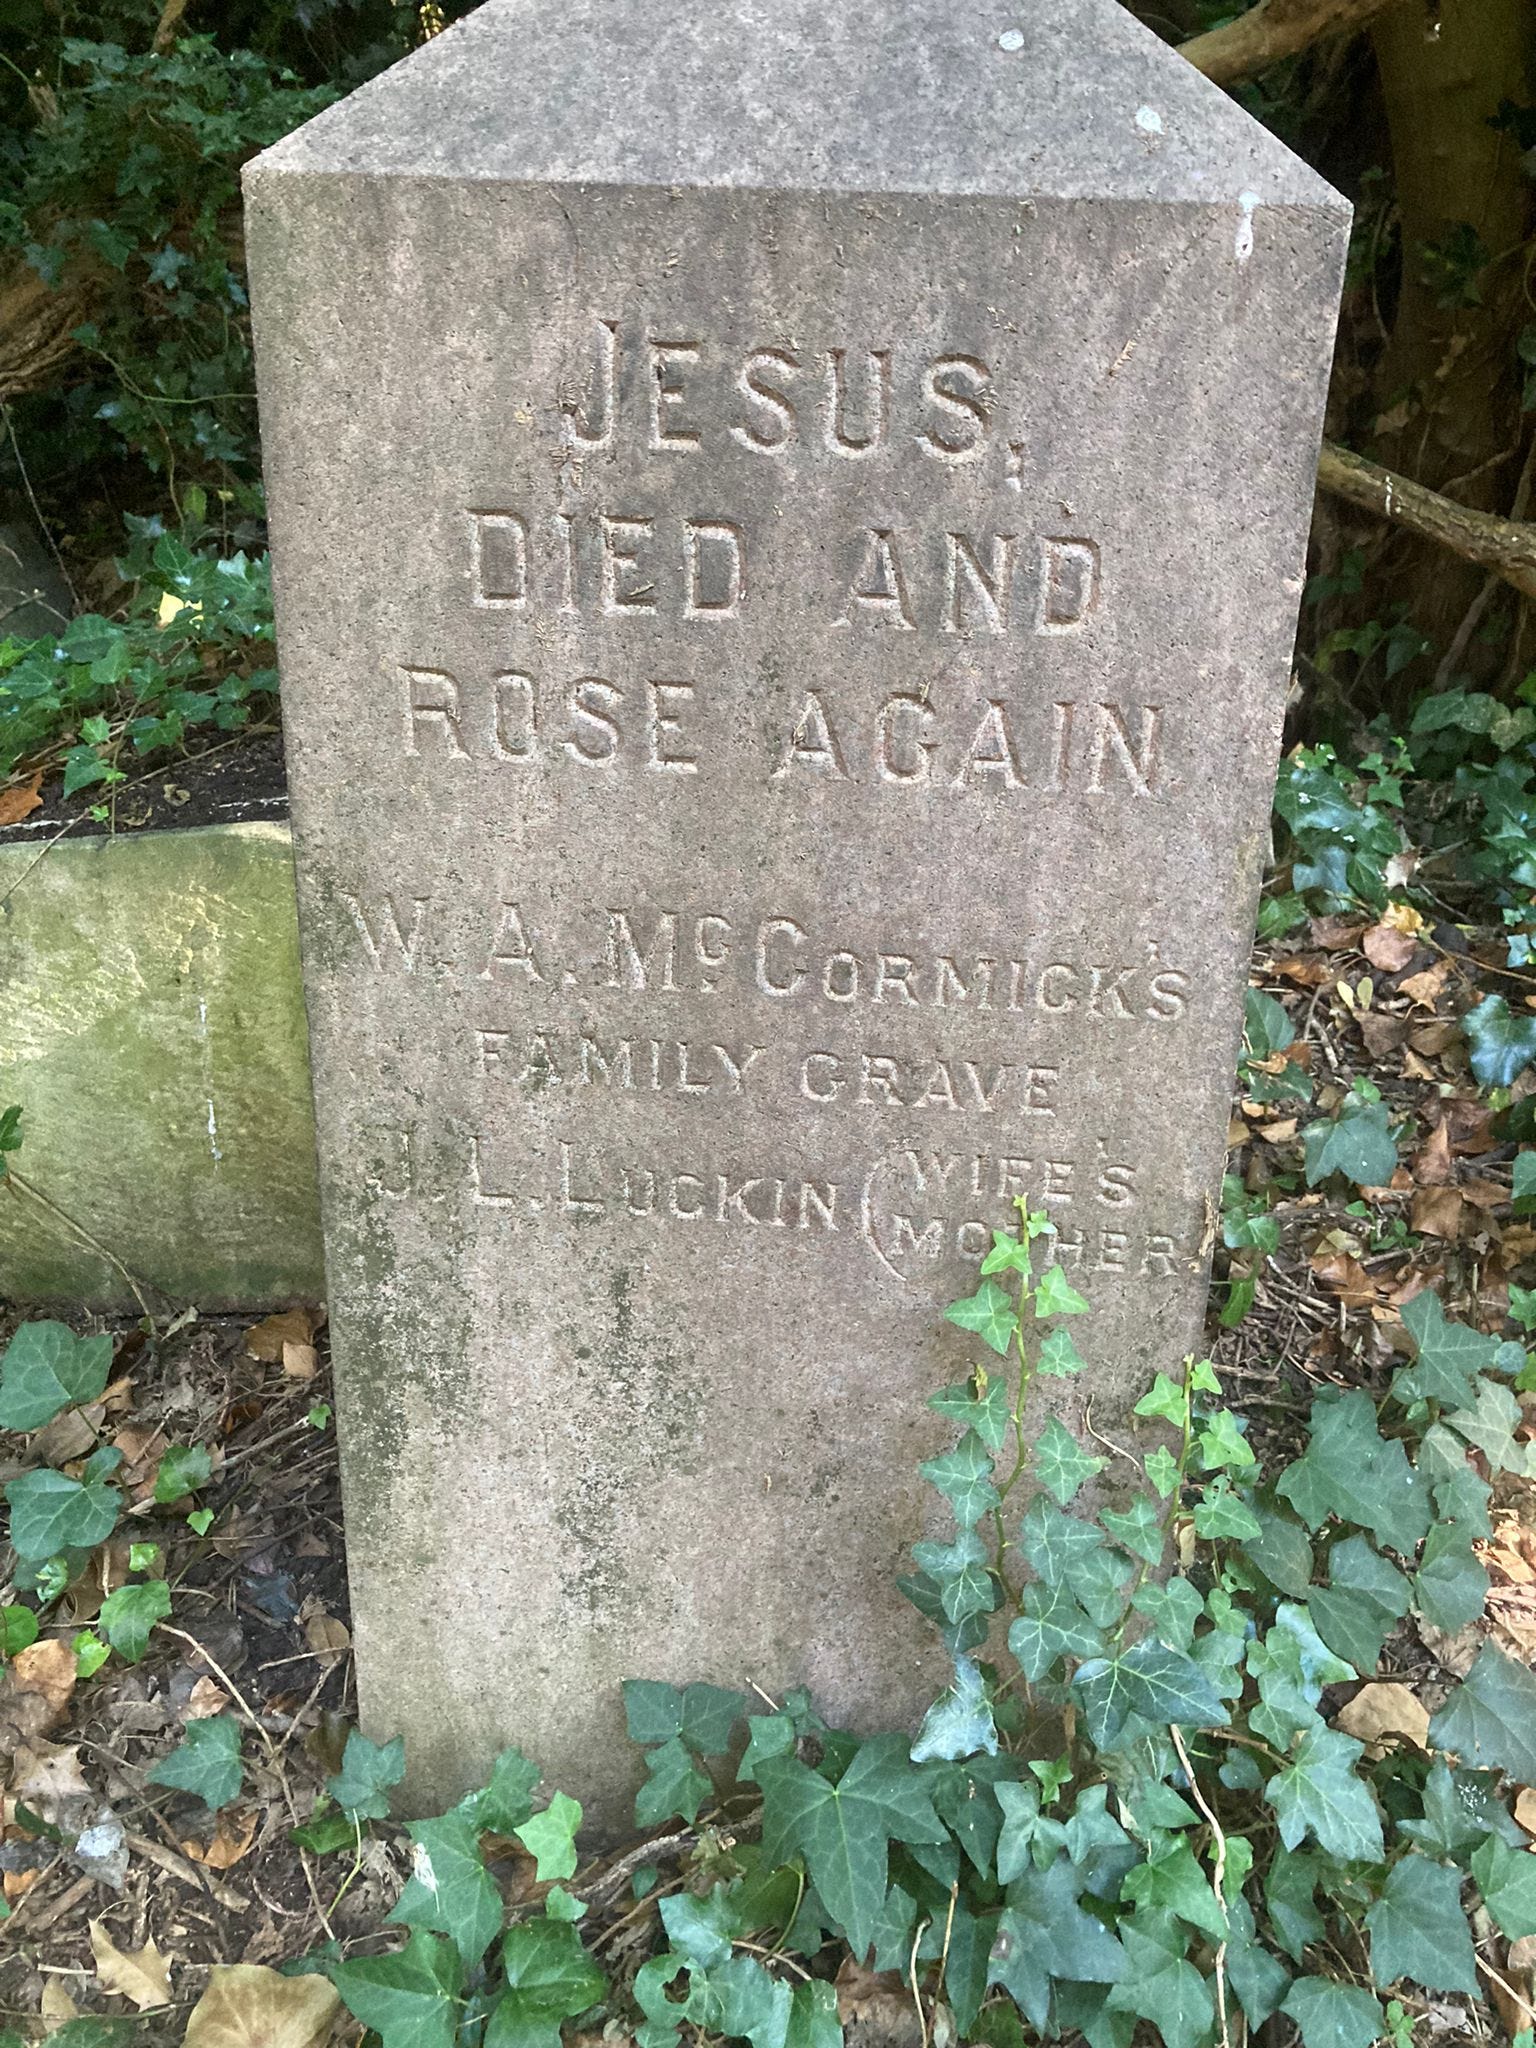 JESUS,
DIED AND
ROSE AGAIN
W. A. McCORMICK'S
FAMILY GRAVE
J. L. LUCKIN (WIFE'S
MOTHER